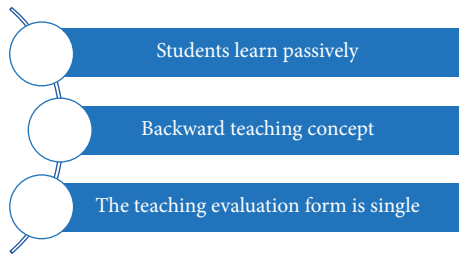 Students learn passively
Backward teaching concept
The teaching evaluation form is single